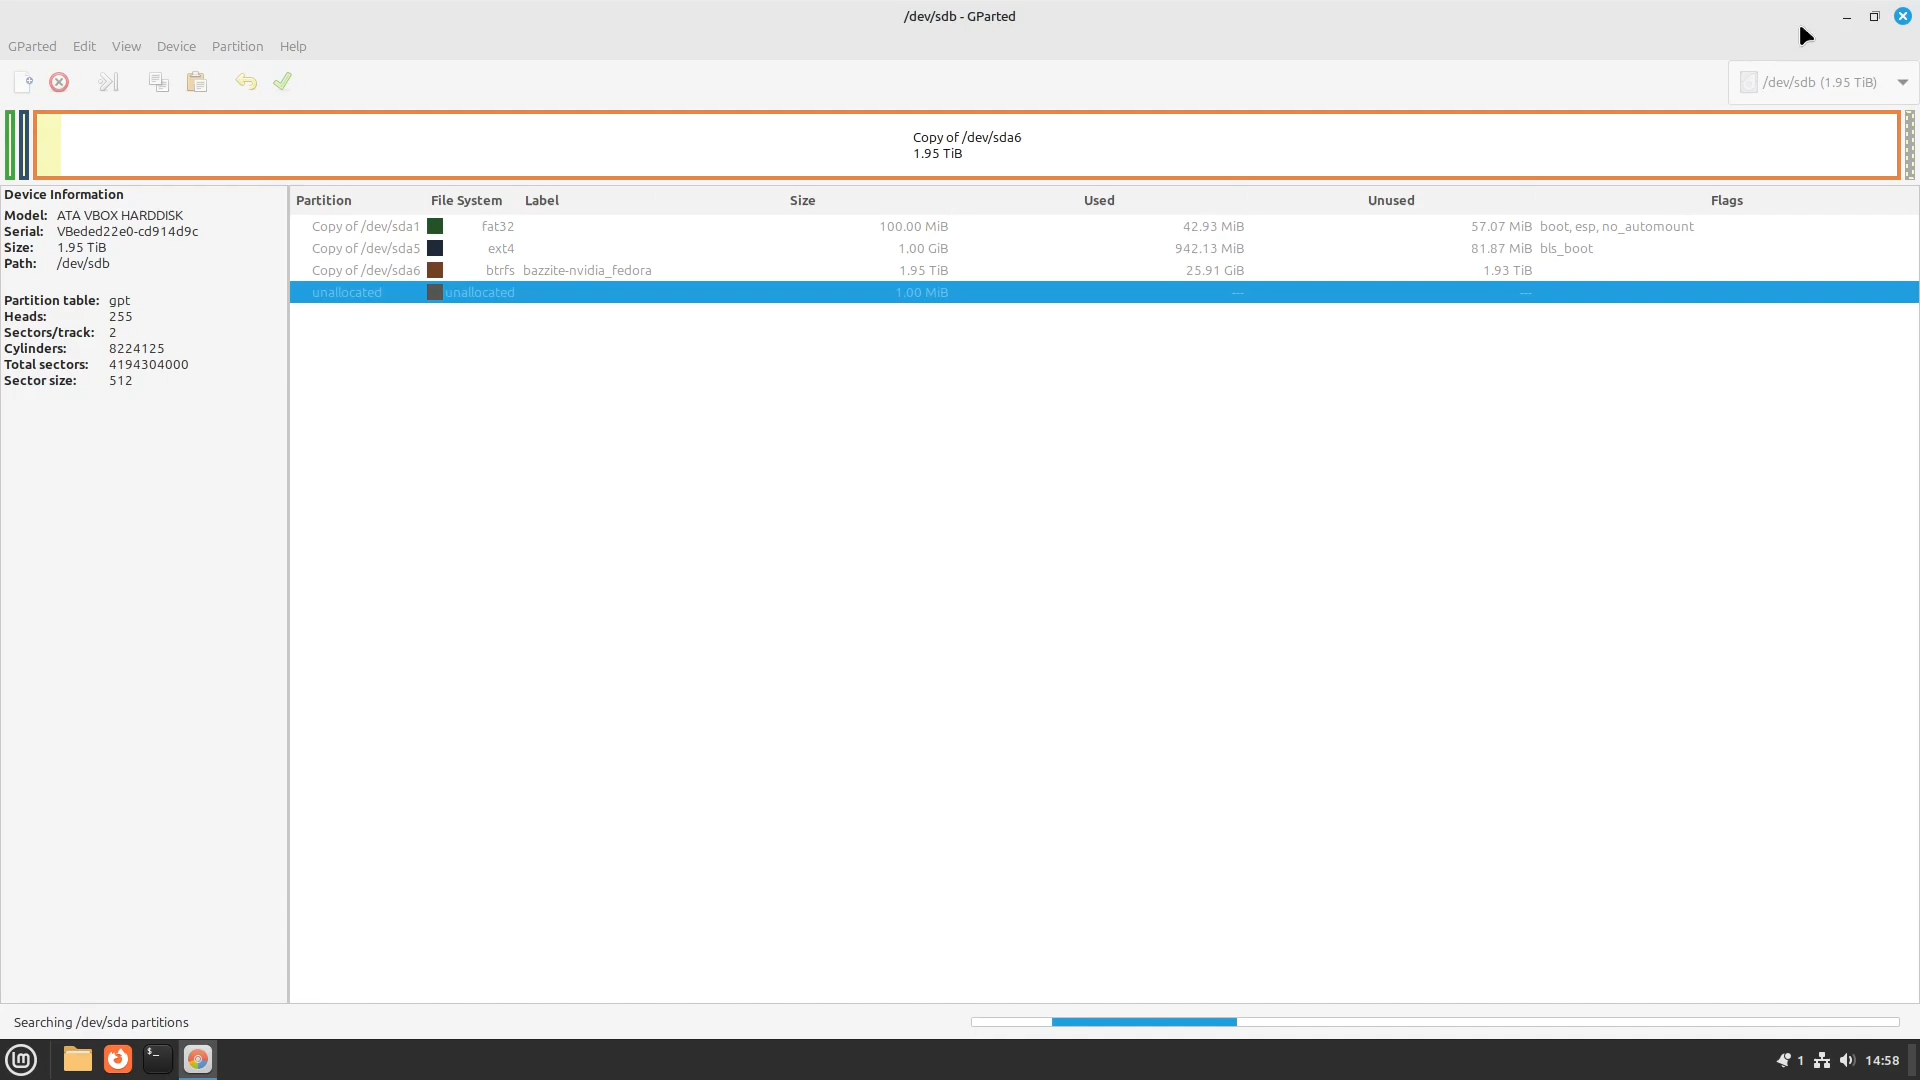 /dev/sdb - GParted
GParted Edit View Device Partition Help
/dev/sdb (1.95 TiB)
Copy of /dev/sda6
1.95 TiB
Device Information
Model: ATA VBOX HARDDISK
Serial: VBeded22e0-cd914d9c
Size: 1.95 TiB
Path: /dev/sdb
Partition table: gpt
Heads: 255
Sectors/track: 2
Cylinders: 8224125
Total sectors: 4194304000
Sector size: 512
Partition File System Label Size Used Unused Flags
Copy of /dev/sda1 fat32 100.00 MiB 42.93 MiB 57.07 MiB boot, esp, no_automount
Copy of /dev/sda5 ext4 1.00 GiB 942.13 MiB 81.87 MiB bls_boot
Copy of /dev/sda6 btrfs bazzite-nvidia_fedora 1.95 TiB 25.91 GiB 1.93 TiB
unallocated unallocated 1.00 MiB --- ---
Searching /dev/sda partitions
lm $_ 1 14:58